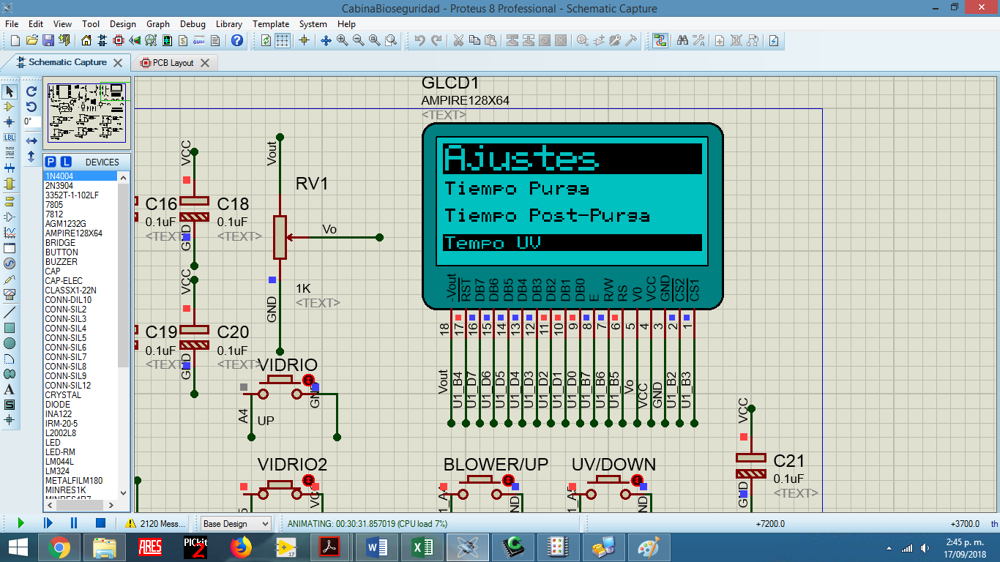 CabinaBioseguridad - Proteus 8 Professional - Schematic Capture
File Edit View Tool Design Graph Debug Library Template System Help
Schematic Capture
PCB Layout
LBL
A
S
0°
P L DEVICES
1N4004
2N3904
3352T-1-102LF
7805
7812
AGM1232G
AMPIRE128X64
BRIDGE
BUTTON
BUZZER
CAP
CAP-ELEC
CLASSX1-22N
CONN-DIL10
CONN-SIL2
CONN-SIL3
CONN-SIL4
CONN-SIL5
CONN-SIL6
CONN-SIL7
CONN-SIL8
CONN-SIL9
CONN-SIL12
CRYSTAL
DIODE
INA122
IRM-20-5
L2002L8
LED
LED-RM
LM044L
LM324
METALFILM180
MINRES1K
MINRES4R7
GLCD1
AMPIRE128X64
<TEXT>
Ajustes
Tiempo Purga
Tiempo Post-Purga
Tempo UV
-Vout RST DB7 DB6 DB5 DB4 DB3 DB2 DB1 DB0 E R/W RS V0 VCC GND CS2 CS1
18 17 16 15 14 13 12 11 10 9 8 7 6 5 4 3 2 1
Vout U1_B4 U1_D7 U1_D6 U1_D5 U1_D4 U1_D3 U1_D2 U1_D1 U1_D0 U1_B7 U1_B6 U1_B5 Vo VCC GND U1_B2 U1_B3
VCC
C16
0.1uF
<TEXT
C18
0.1uF
<TEXT>
GND
Vout
RV1
Vo
1K
<TEXT>
GND
VCC
C19
0.1uF
<TEXT
C20
0.1uF
<TEXT>
GND
VIDRIO
GND
A4
UP
VIDRIO2
VC
BLOWER/UP
1_A4
ND
UV/DOWN
1_A5
ND
VCC
C21
0.1uF
<TEXT>
GND
2120 Mess...
Base Design
ANIMATING: 00:30:31.857019 (CPU load 7%)
+7200.0
+3700.0 th
ARES
PICkit
2
17
2:45 p. m.
17/09/2018